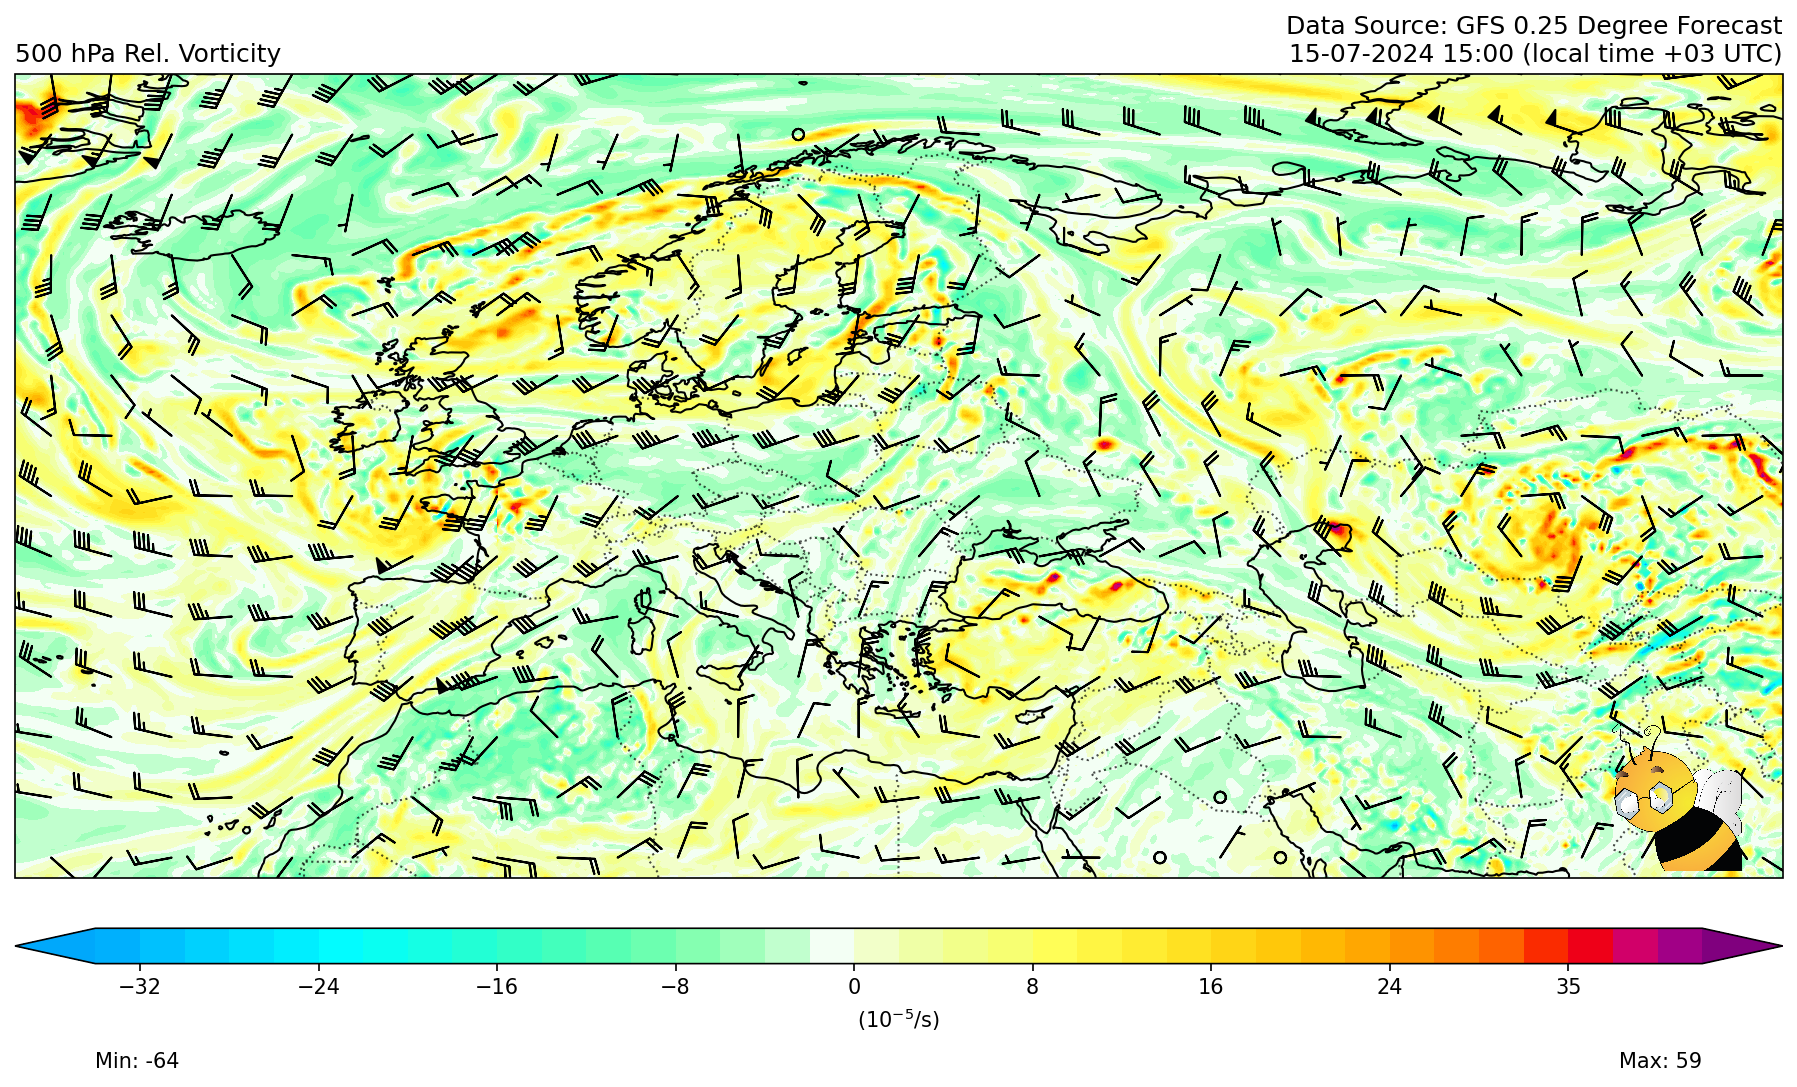 Data Source: GFS 0.25 Degree Forecast
500 hPa Rel. Vorticity
15-07-2024 15:00 (local time +03 UTC)
−32 −24 −16 −8 0 8 16 24 35
(10⁻⁵/s)
Min: -64
Max: 59